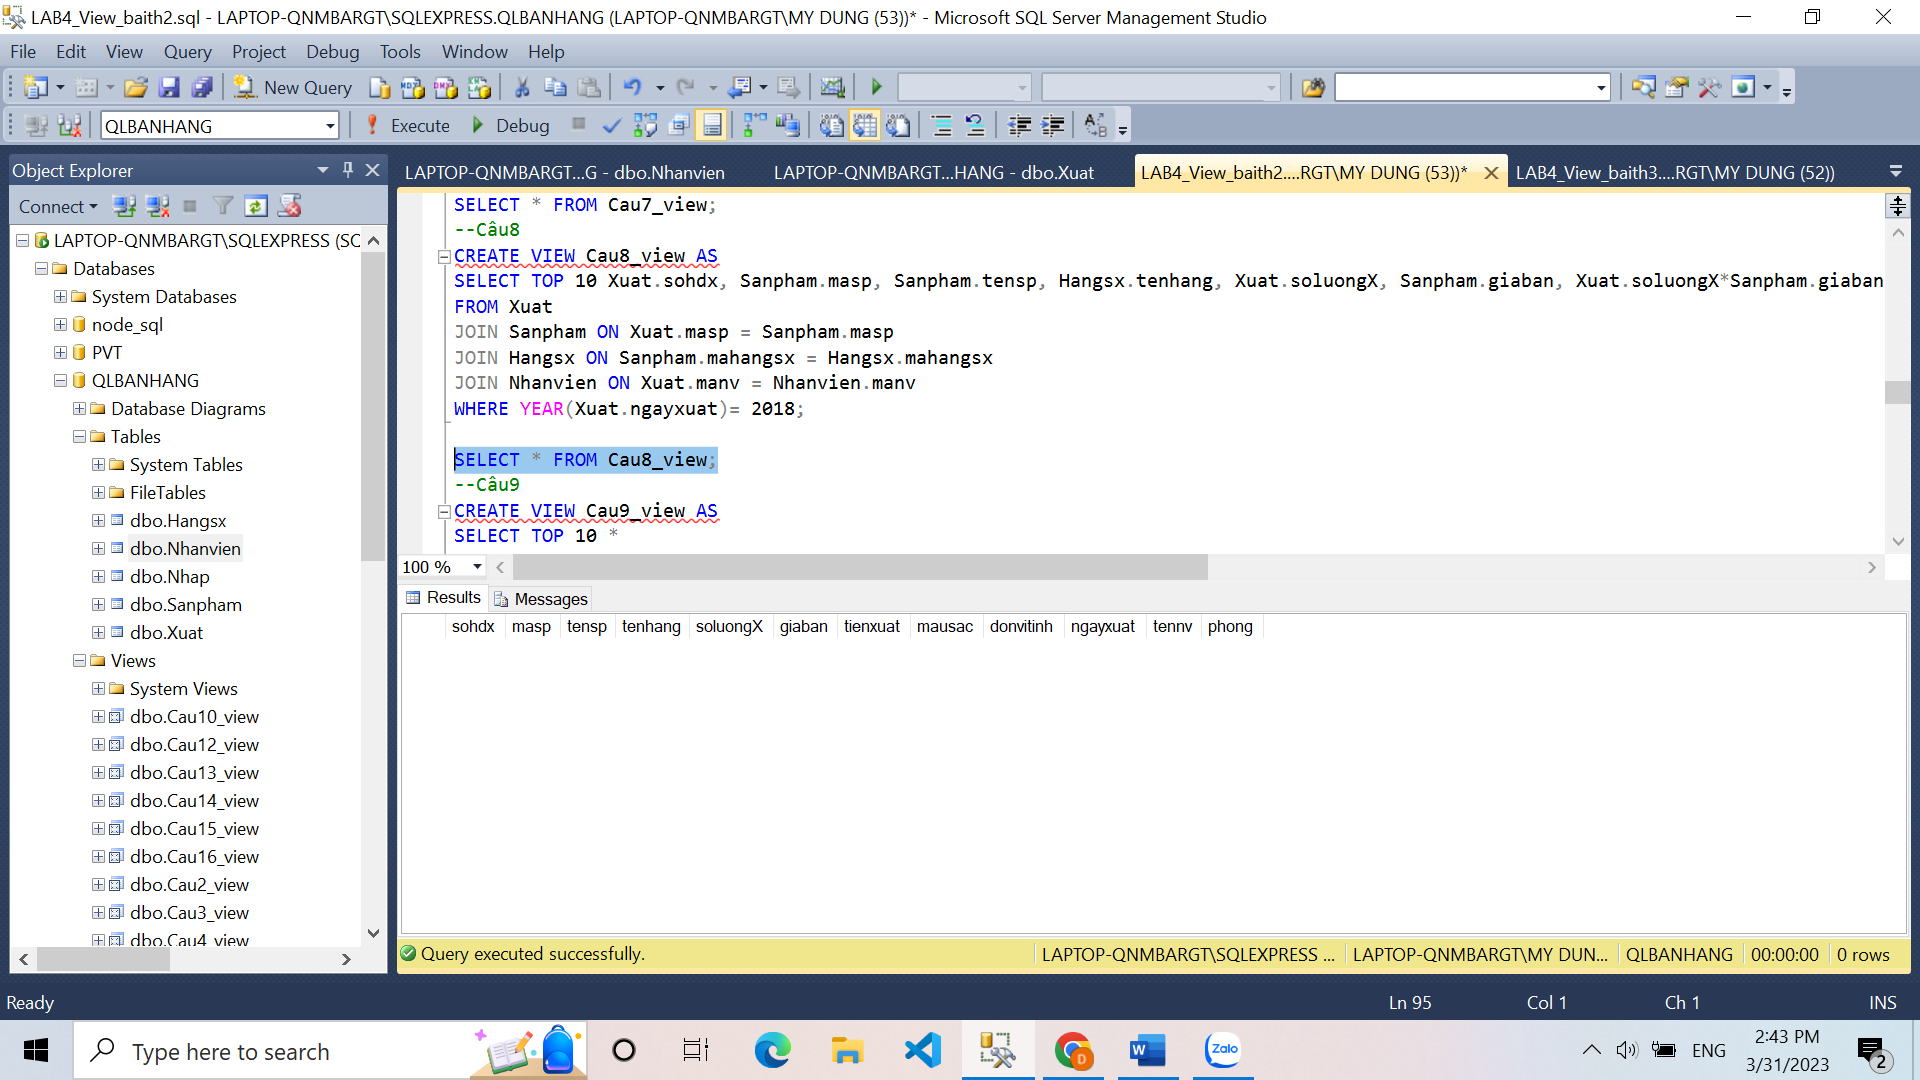 LAB4_View_baith2.sql - LAPTOP-QNMBARGT\SQLEXPRESS.QLBANHANG (LAPTOP-QNMBARGT\MY DUNG (53))* - Microsoft SQL Server Management Studio
File Edit View Query Project Debug Tools Window Help
New Query
QLBANHANG Execute Debug
Object Explorer
Connect
LAPTOP-QNMBARGT\SQLEXPRESS (SC
Databases
System Databases
node_sql
PVT
QLBANHANG
Database Diagrams
Tables
System Tables
FileTables
dbo.Hangsx
dbo.Nhanvien
dbo.Nhap
dbo.Sanpham
dbo.Xuat
Views
System Views
dbo.Cau10_view
dbo.Cau12_view
dbo.Cau13_view
dbo.Cau14_view
dbo.Cau15_view
dbo.Cau16_view
dbo.Cau2_view
dbo.Cau3_view
dbo.Cau4_view
LAPTOP-QNMBARGT...G - dbo.Nhanvien LAPTOP-QNMBARGT...HANG - dbo.Xuat LAB4_View_baith2....RGT\MY DUNG (53))* LAB4_View_baith3....RGT\MY DUNG (52))
SELECT * FROM Cau7_view;
--Câu8
CREATE VIEW Cau8_view AS
SELECT TOP 10 Xuat.sohdx, Sanpham.masp, Sanpham.tensp, Hangsx.tenhang, Xuat.soluongX, Sanpham.giaban, Xuat.soluongX*Sanpham.giaban
FROM Xuat
JOIN Sanpham ON Xuat.masp = Sanpham.masp
JOIN Hangsx ON Sanpham.mahangsx = Hangsx.mahangsx
JOIN Nhanvien ON Xuat.manv = Nhanvien.manv
WHERE YEAR(Xuat.ngayxuat)= 2018;
SELECT * FROM Cau8_view;
--Câu9
CREATE VIEW Cau9_view AS
SELECT TOP 10 *
100 %
Results Messages
sohdx masp tensp tenhang soluongX giaban tienxuat mausac donvitinh ngayxuat tennv phong
Query executed successfully. LAPTOP-QNMBARGT\SQLEXPRESS ... LAPTOP-QNMBARGT\MY DUN... QLBANHANG 00:00:00 0 rows
Ready Ln 95 Col 1 Ch 1 INS
Type here to search
Zalo
ENG
2:43 PM
3/31/2023
2